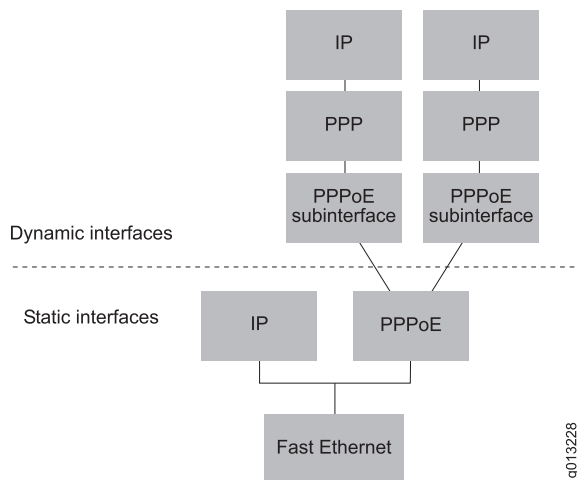 IP
IP
PPP
PPP
PPPoE
subinterface
PPPoE
subinterface
Dynamic interfaces
Static interfaces
IP
PPPoE
Fast Ethernet
g013228